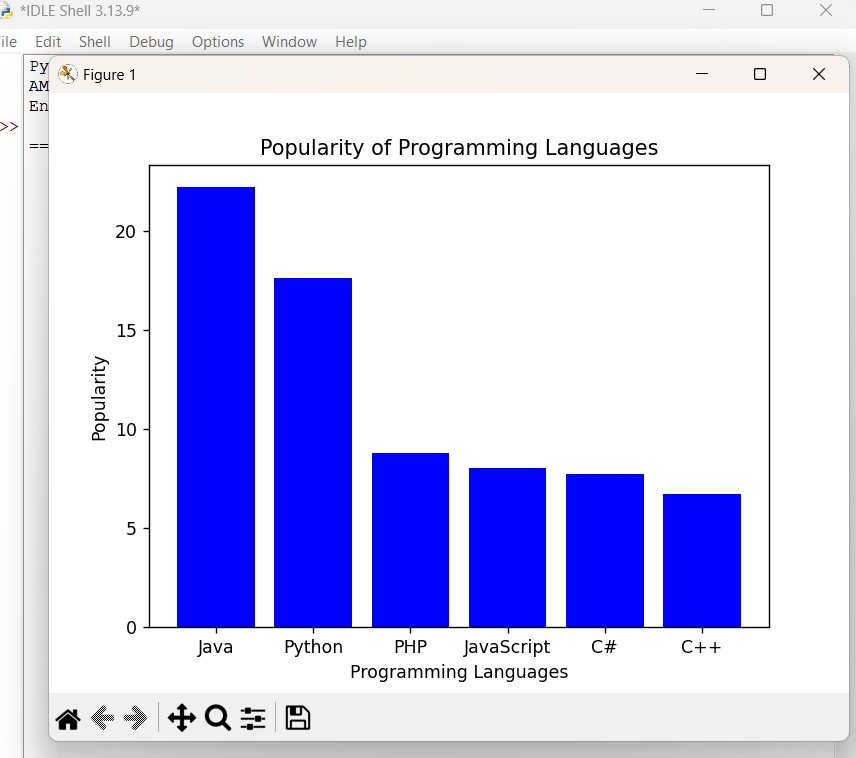 *IDLE Shell 3.13.9*
ile Edit Shell Debug Options Window Help
Py
AM
En
>>
==
Figure 1
Popularity of Programming Languages
Popularity
20
15
10
5
0
Java Python PHP JavaScript C# C++
Programming Languages